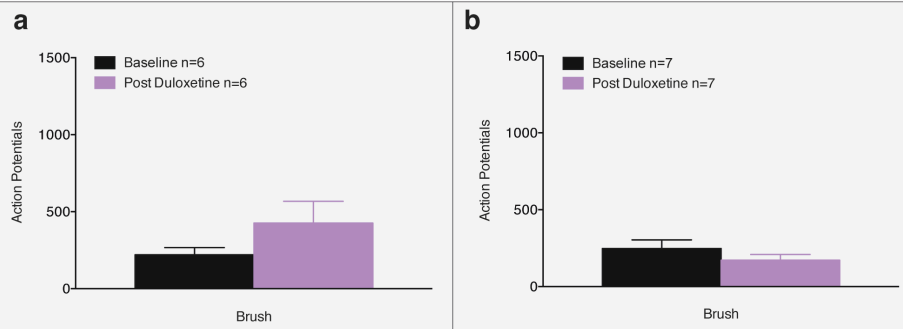 a
Baseline n=6
Post Duloxetine n=6
1500
1000
500
0
Action Potentials
Brush
b
Baseline n=7
Post Duloxetine n=7
1500
1000
500
0
Action Potentials
Brush